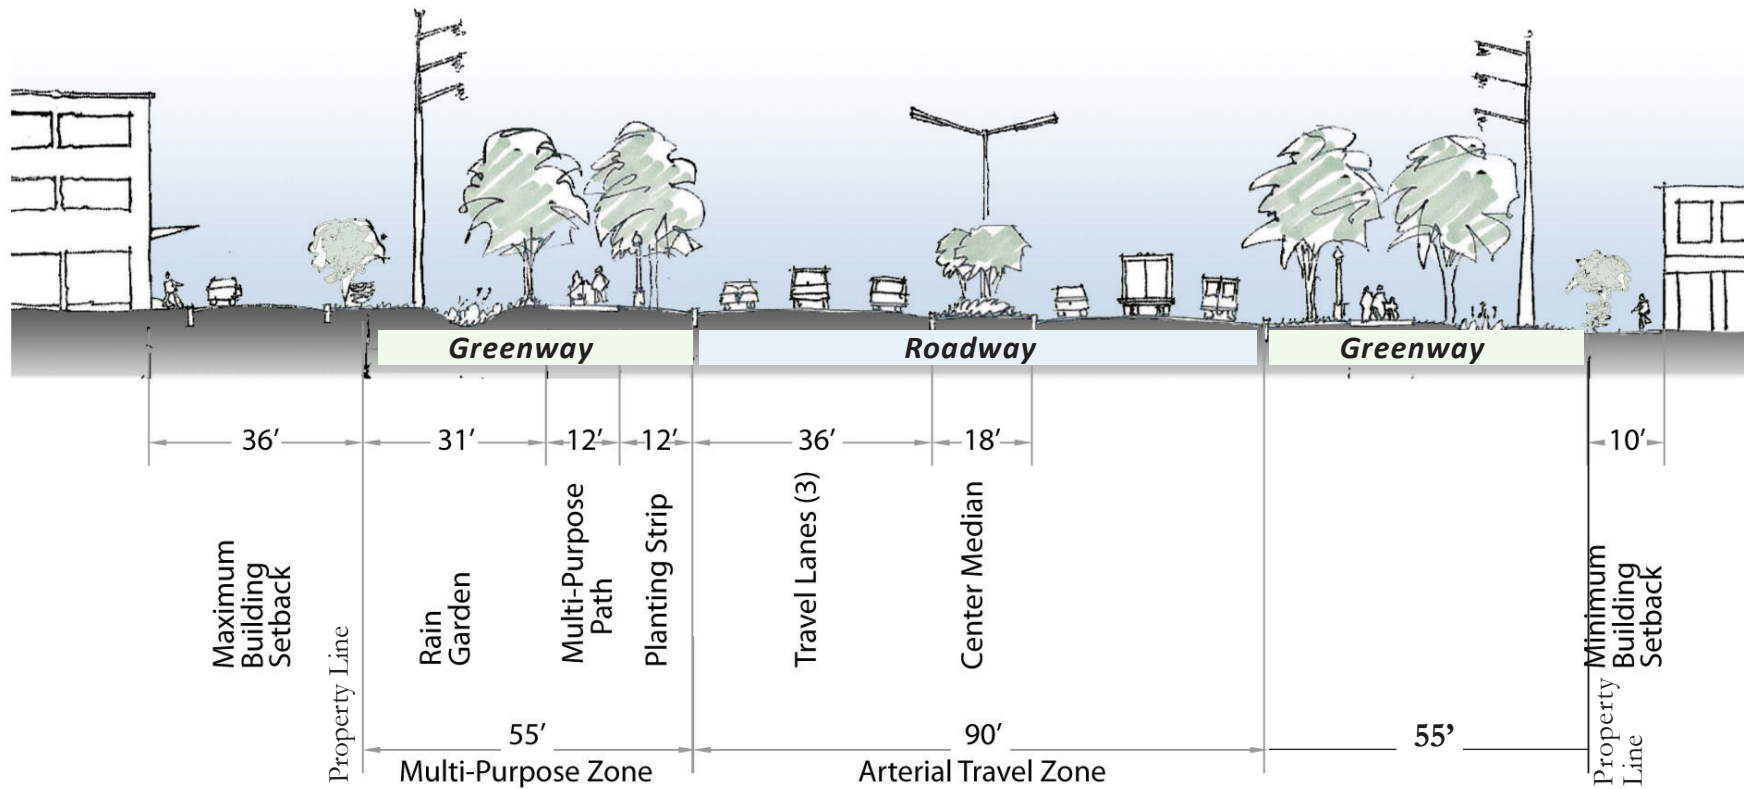 Greenway
Roadway
Greenway
36′
31′
12′
12′
36′
18′
10′
Maximum
Building
Setback
Property Line
Rain
Garden
Multi-Purpose
Path
Planting Strip
Travel Lanes (3)
Center Median
Minimum
Building
Setback
Property
Line
55′
90′
55’
Multi-Purpose Zone
Arterial Travel Zone